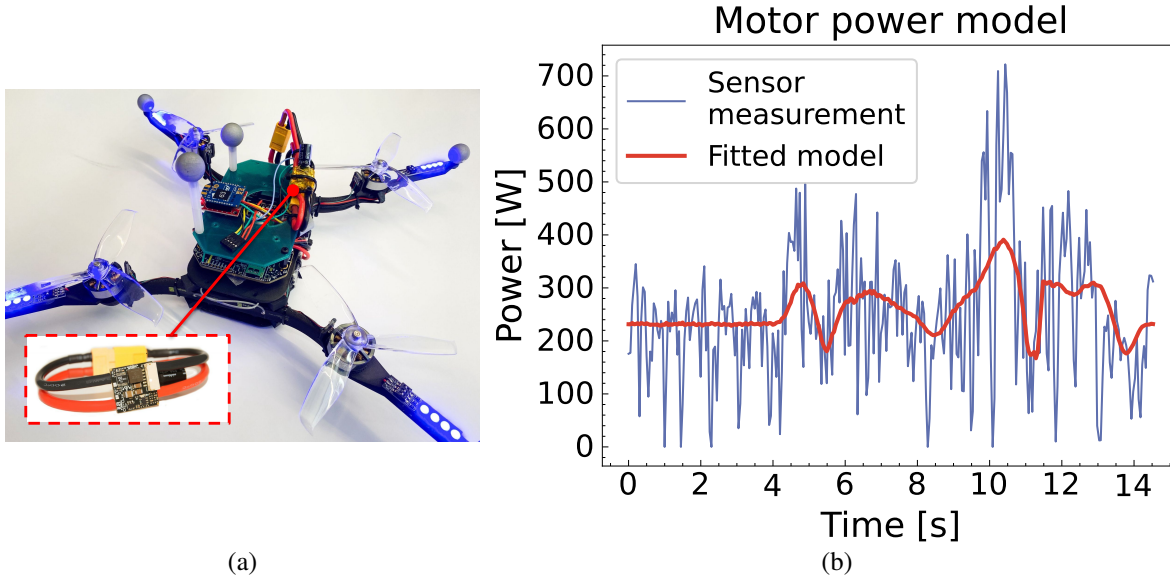 Motor power model
Sensor
measurement
Fitted model
Power [W]
700
600
500
400
300
200
100
0
0 2 4 6 8 10 12 14
Time [s]
(a) (b)